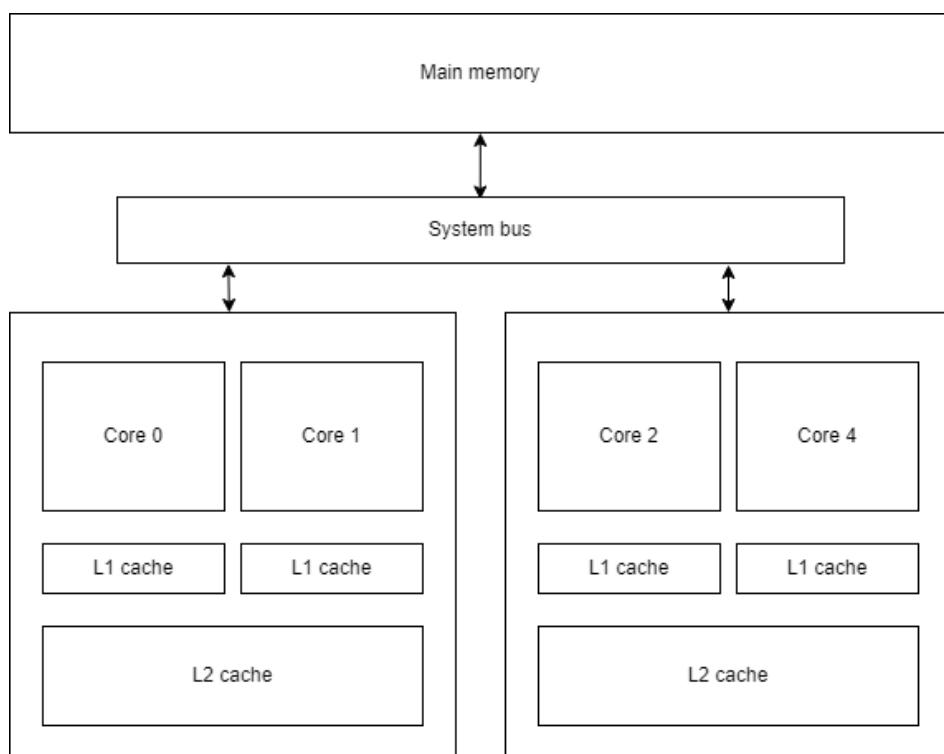 Main memory
System bus
Core 0
Core 1
Core 2
Core 4
L1 cache
L1 cache
L1 cache
L1 cache
L2 cache
L2 cache